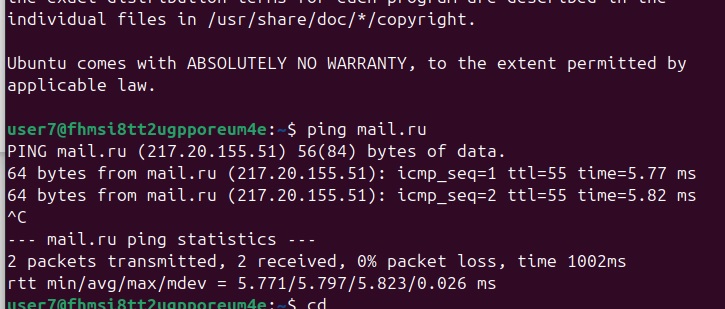 the exact distribution terms for each program are described in the
individual files in /usr/share/doc/*/copyright.

Ubuntu comes with ABSOLUTELY NO WARRANTY, to the extent permitted by
applicable law.

user7@fhmsi8tt2ugpporeum4e:~$ ping mail.ru
PING mail.ru (217.20.155.51) 56(84) bytes of data.
64 bytes from mail.ru (217.20.155.51): icmp_seq=1 ttl=55 time=5.77 ms
64 bytes from mail.ru (217.20.155.51): icmp_seq=2 ttl=55 time=5.82 ms
^C
--- mail.ru ping statistics ---
2 packets transmitted, 2 received, 0% packet loss, time 1002ms
rtt min/avg/max/mdev = 5.771/5.797/5.823/0.026 ms
user7@fhmsi8tt2ugpporeum4e:~$ cd